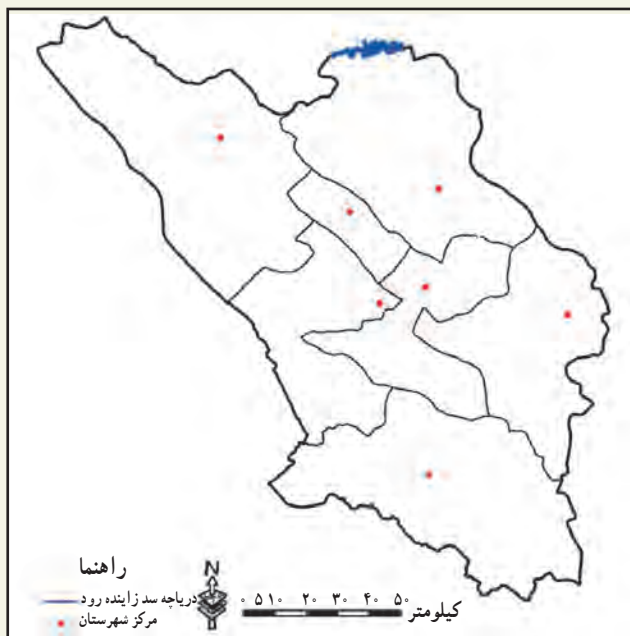 راهنما
دریاچه سد زاینده رود
مرکز شهرستان
N
۰ ۵ ۱۰ ۲۰ ۳۰ ۴۰ ۵۰
کیلومتر